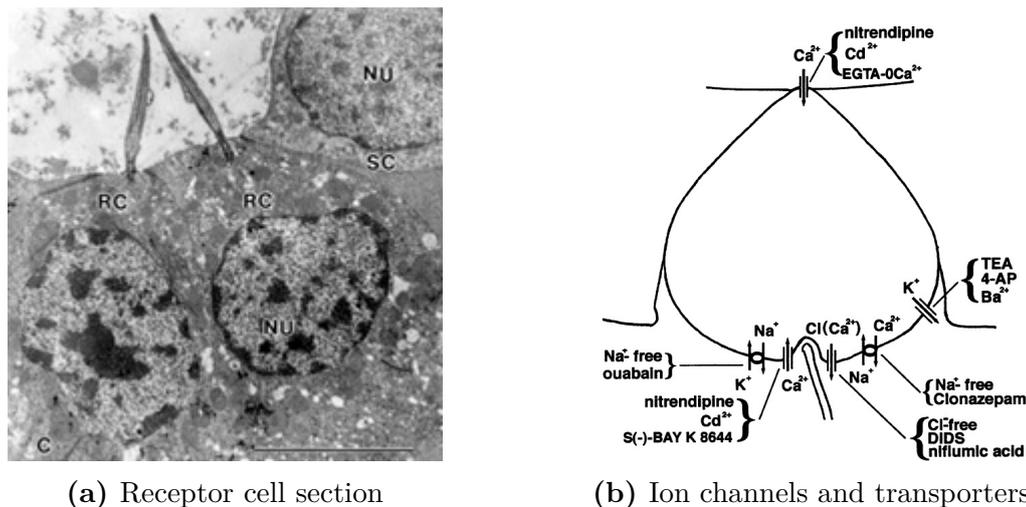 NU
SC
RC RC
NU
C
(a) Receptor cell section
nitrendipine
Ca²⁺ Cd²⁺
EGTA-0Ca²⁺
TEA
K⁺ 4-AP
Ba²⁺
Na⁺ Cl(Ca²⁺) Ca²⁺
Na⁺- free
ouabain
K⁺ Ca²⁺ Na⁺
Na⁺- free
Clonazepam
nitrendipine
Cd²⁺
S(-)-BAY K 8644
Cl⁻-free
DIDS
niflumic acid
(b) Ion channels and transporters